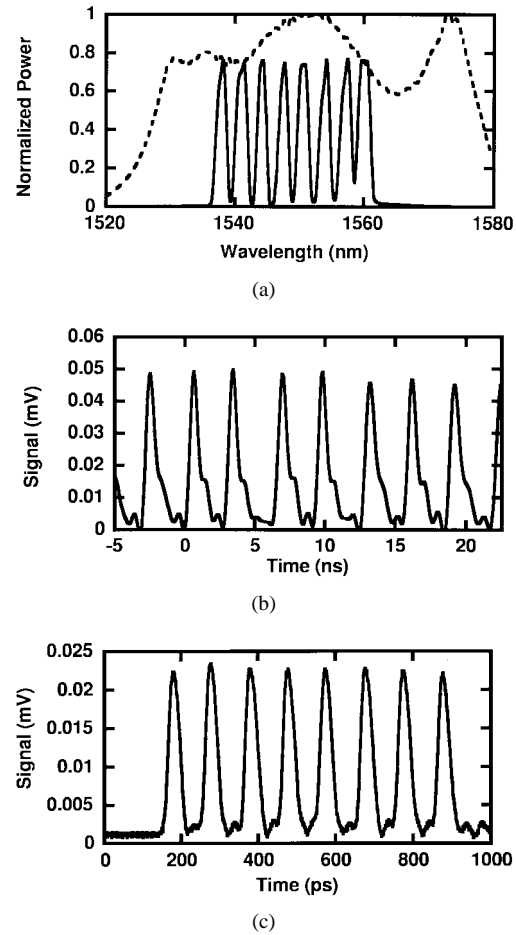 1
0.8
0.6
0.4
0.2
0
Normalized Power
1520 1540 1560 1580
Wavelength (nm)
(a)
0.06
0.05
0.04
0.03
0.02
0.01
0
Signal (mV)
-5 0 5 10 15 20
Time (ns)
(b)
0.025
0.02
0.015
0.01
0.005
0
Signal (mV)
0 200 400 600 800 1000
Time (ps)
(c)